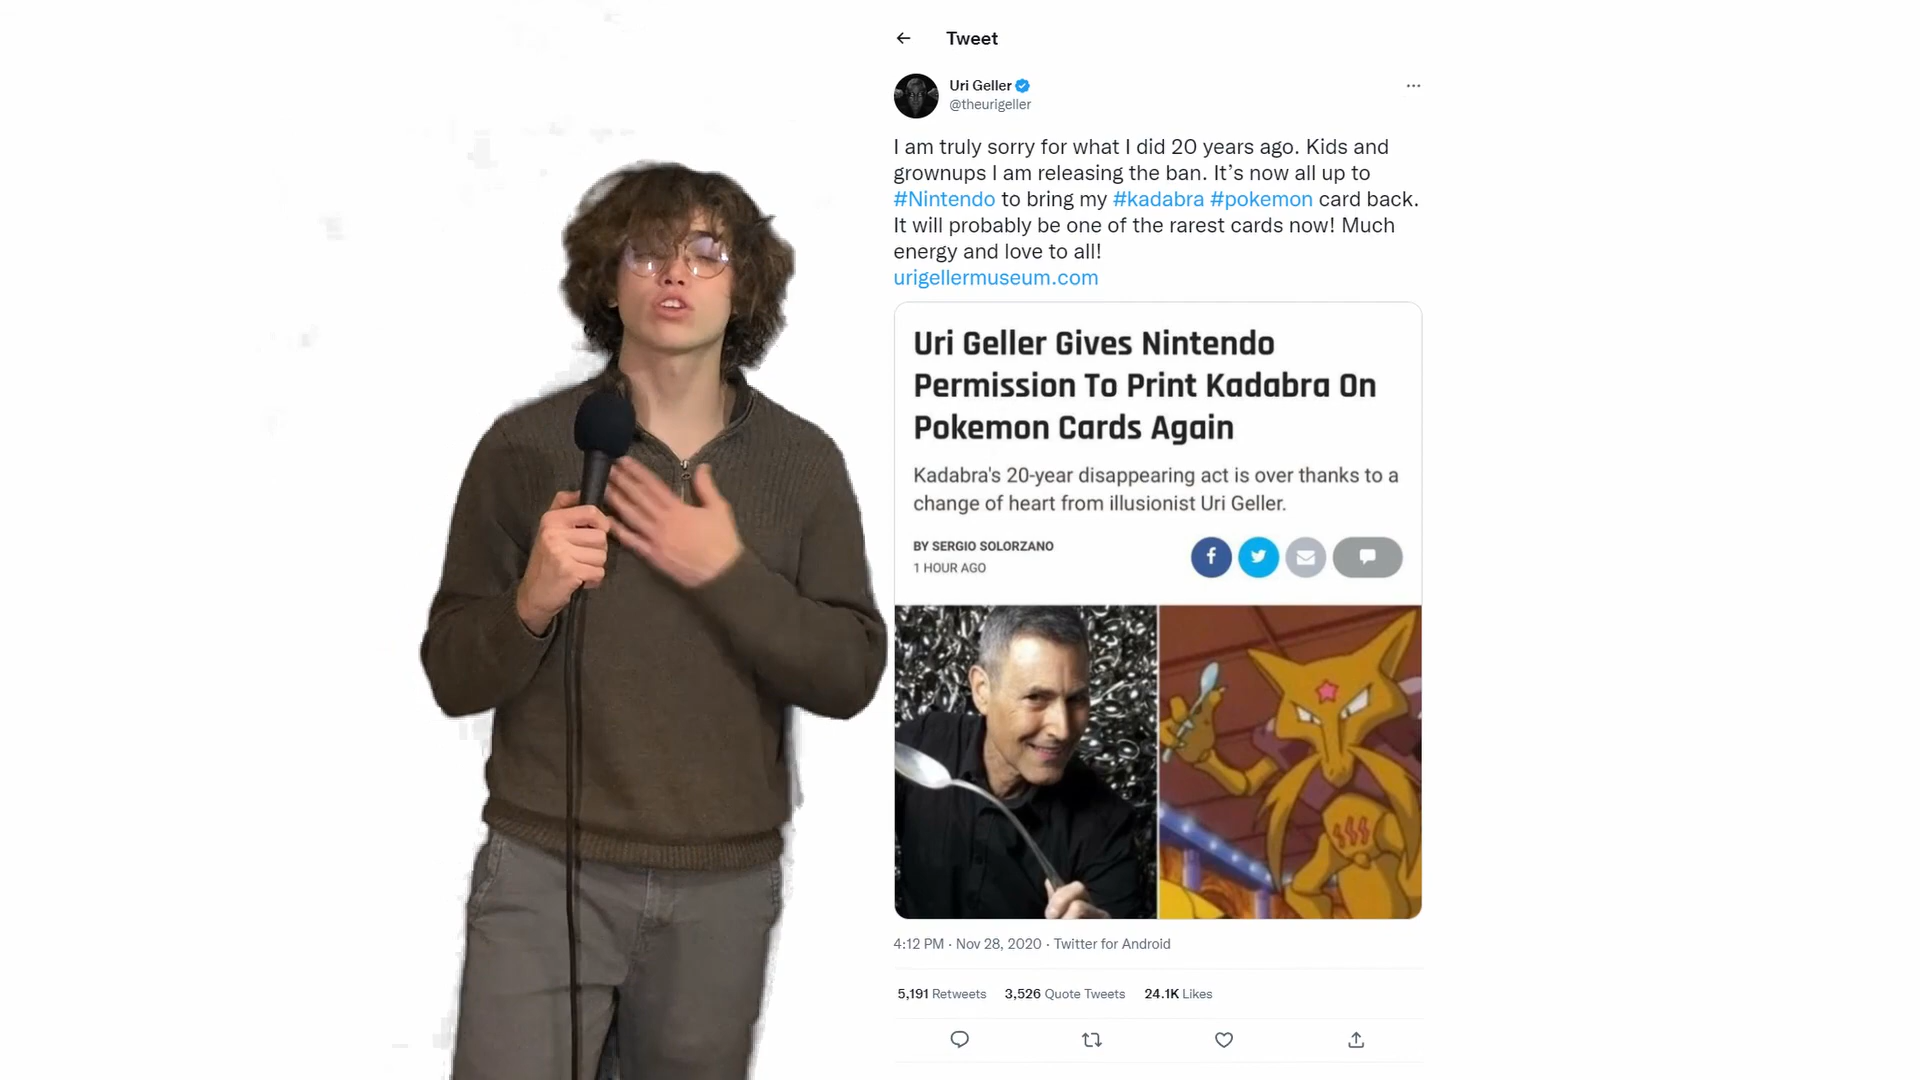 Tweet
Uri Geller
@theurigeller
I am truly sorry for what I did 20 years ago. Kids and
grownups I am releasing the ban. It’s now all up to
#Nintendo to bring my #kadabra #pokemon card back.
It will probably be one of the rarest cards now! Much
energy and love to all!
urigellermuseum.com
Uri Geller Gives Nintendo
Permission To Print Kadabra On
Pokemon Cards Again
Kadabra's 20-year disappearing act is over thanks to a
change of heart from illusionist Uri Geller.
BY SERGIO SOLORZANO
1 HOUR AGO
4:12 PM · Nov 28, 2020 · Twitter for Android
5,191 Retweets 3,526 Quote Tweets 24.1K Likes